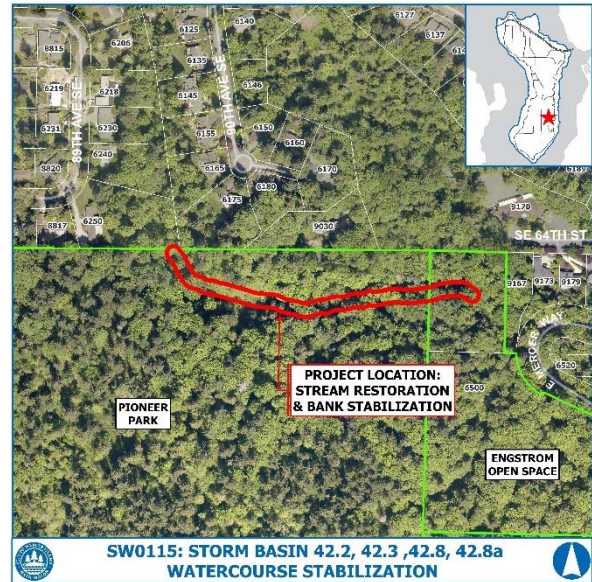 6205
8815
6219
6218
6231
6230
6240
8820
8817
6250
89TH AVE SE
6125
6140
6135
6145
6146
6155
6150
6165
6160
6175
6180
6170
90TH AVE SE
6127
6137
9030
9170
SE 64TH ST
9167
9173
9179
E MERCER WAY
6520
6500
PROJECT LOCATION:
STREAM RESTORATION
& BANK STABILIZATION
PIONEER
PARK
ENGSTROM
OPEN SPACE
SW0115: STORM BASIN 42.2, 42.3 ,42.8, 42.8a
WATERCOURSE STABILIZATION